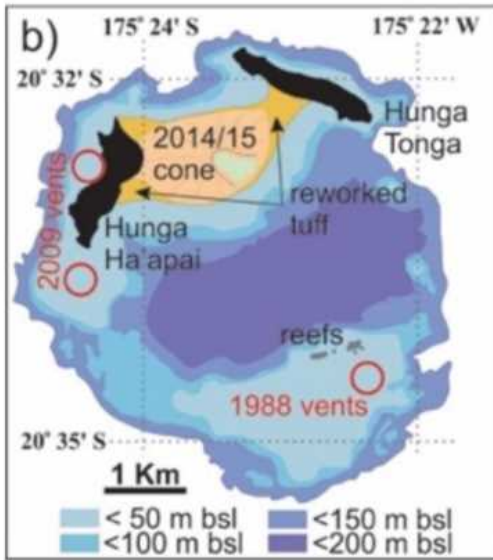 b)
175° 24' S
175° 22' W
20° 32' S
Hunga
Tonga
2014/15
cone
reworked
tuff
2009 vents
Hunga
Ha'apai
reefs
1988 vents
20° 35' S
1 Km
< 50 m bsl
<150 m bsl
<100 m bsl
<200 m bsl